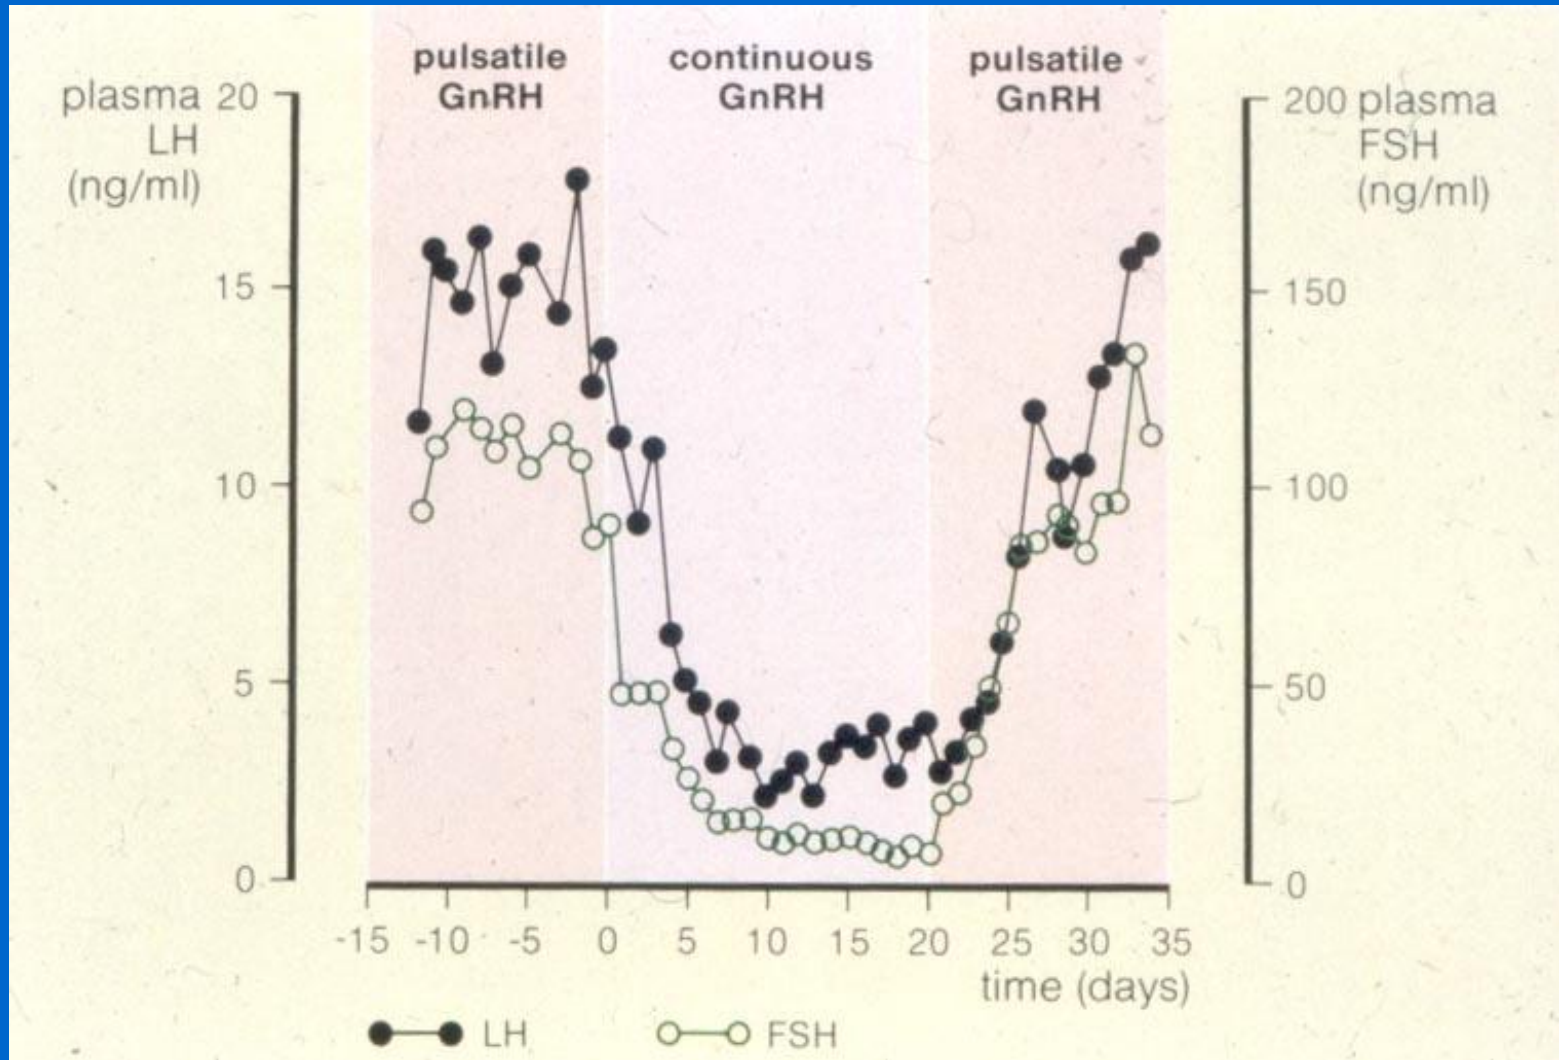 pulsatile
GnRH
continuous
GnRH
pulsatile
GnRH
plasma 20
LH
(ng/ml)
15
10
5
0
200 plasma
FSH
(ng/ml)
150
100
50
0
-15 -10 -5 0 5 10 15 20 25 30 35
time (days)
LH FSH